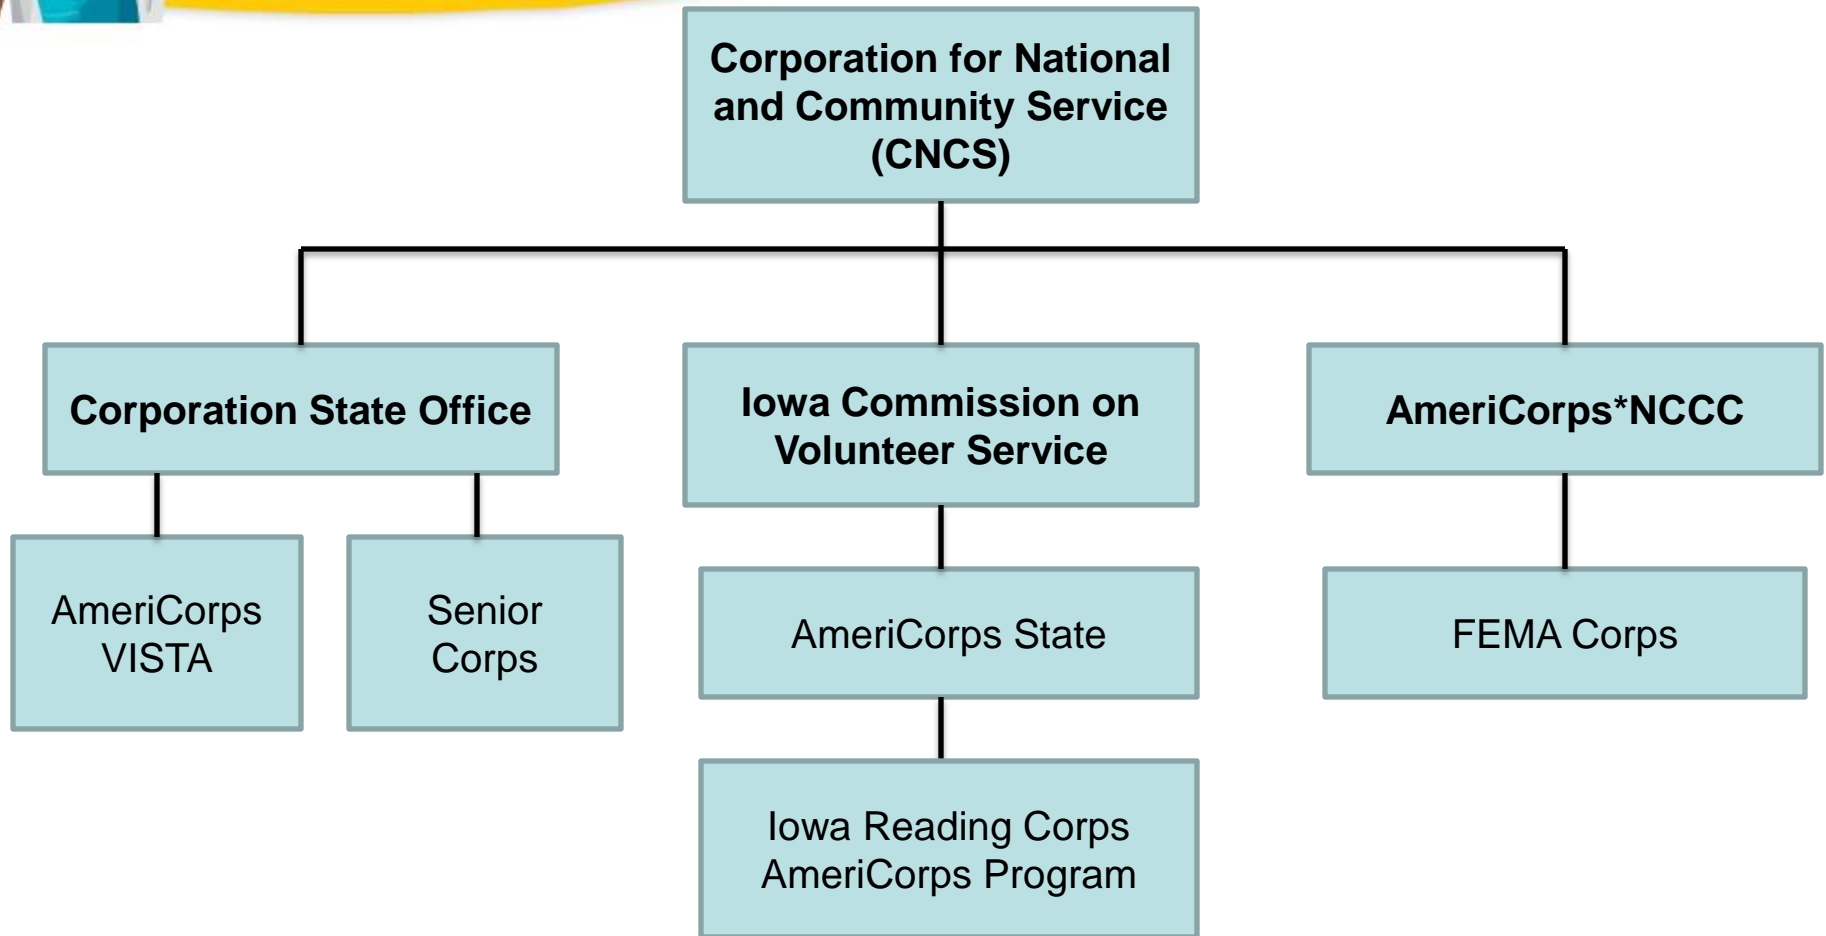 Corporation for National
and Community Service
(CNCS)
Corporation State Office
Iowa Commission on
Volunteer Service
AmeriCorps*NCCC
AmeriCorps
VISTA
Senior
Corps
AmeriCorps State
FEMA Corps
Iowa Reading Corps
AmeriCorps Program